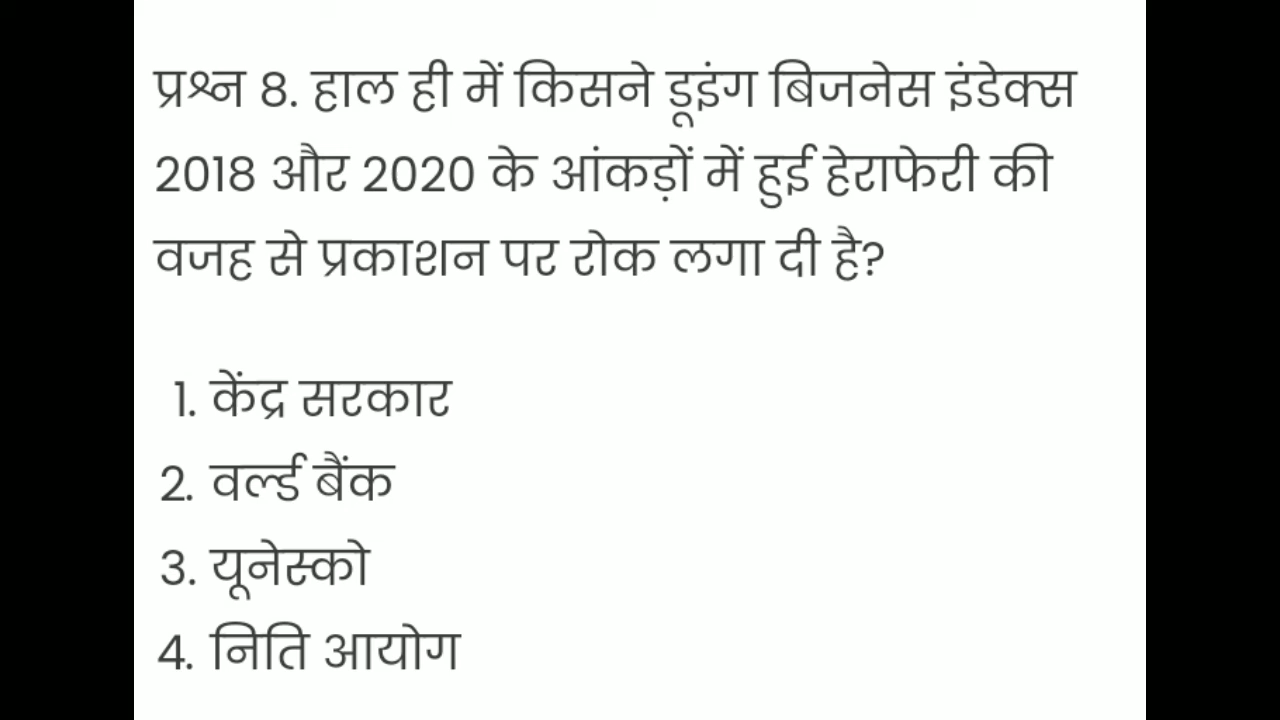 प्रश्न 8. हाल ही में किसने डूइंग बिजनेस इंडेक्स
2018 और 2020 के आंकड़ों में हुई हेराफेरी की
वजह से प्रकाशन पर रोक लगा दी है?
1. केंद्र सरकार
2. वर्ल्ड बैंक
3. यूनेस्को
4. निति आयोग